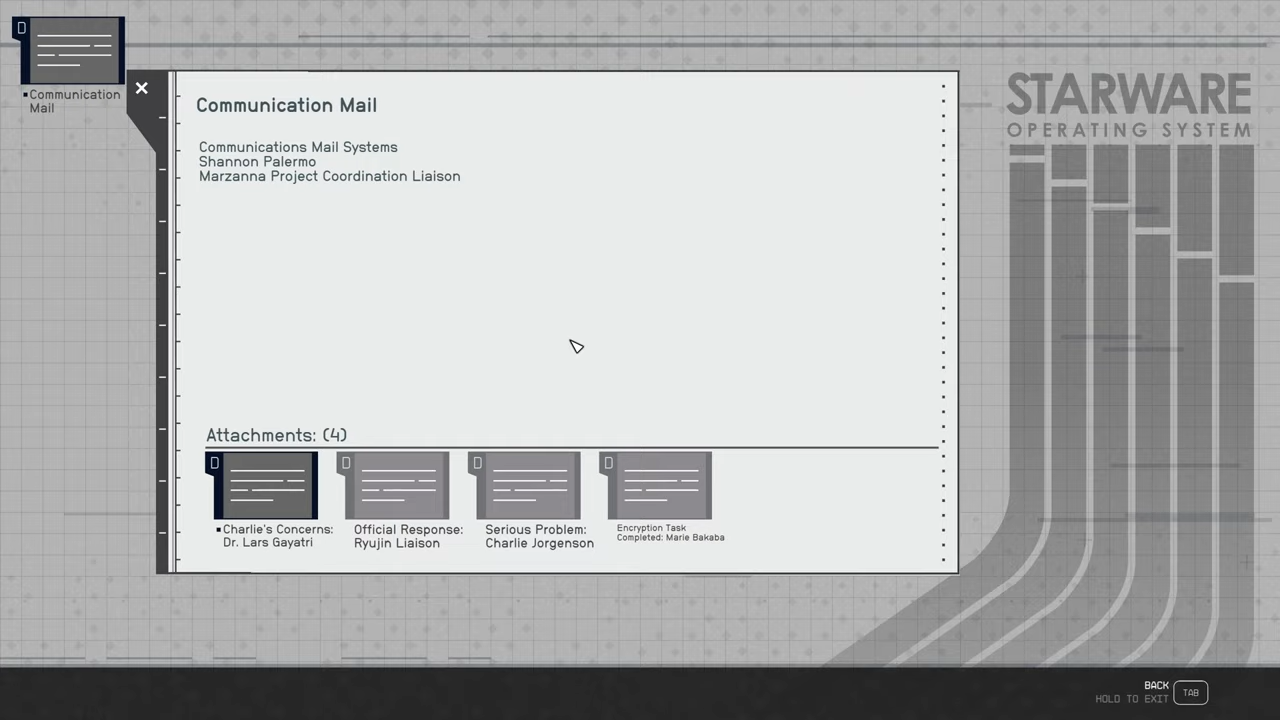 D
Communication
Mail
Communication Mail
Communications Mail Systems
Shannon Palermo
Marzanna Project Coordination Liaison
STARWARE
OPERATING SYSTEM
Attachments: (4)
D
D
D
D
Charlie's Concerns:
Dr. Lars Gayatri
Official Response:
Ryujin Liaison
Serious Problem:
Charlie Jorgenson
Encryption Task
Completed: Marie Bakaba
BACK
HOLD TO EXIT
TAB